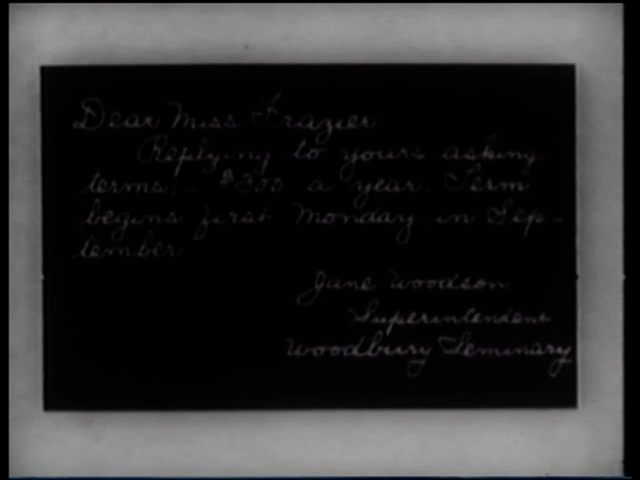 Dear Miss Frazier
Replying to yours asking
terms, - $300 a year. Term
begins first Monday in Sep-
tember.
Jane Woodson
Superintendent
Woodbury Seminary